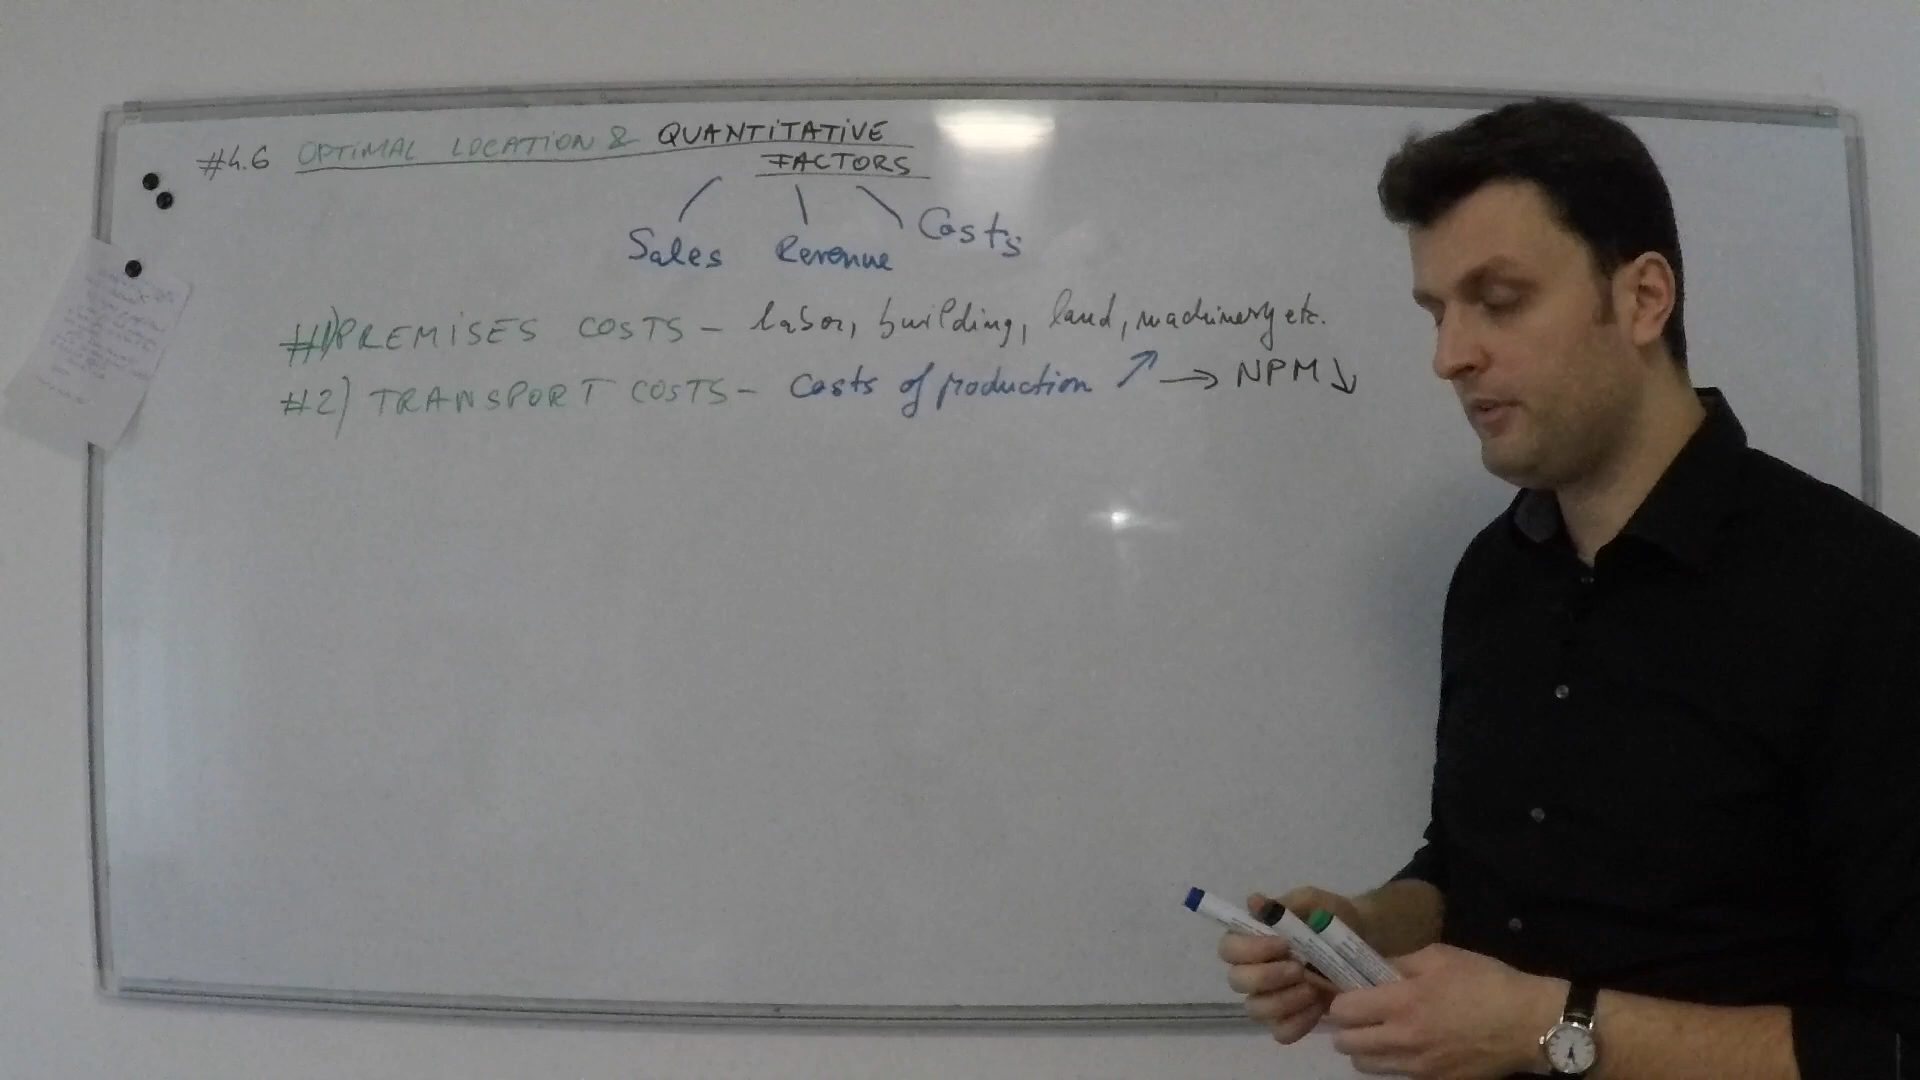 #4.6 OPTIMAL LOCATION & QUANTITATIVE
FACTORS
Sales Revenue Costs
#1) PREMISES COSTS – labor, building, land, machinery etc.
#2) TRANSPORT COSTS – Costs of production ↗ → NPM ↘